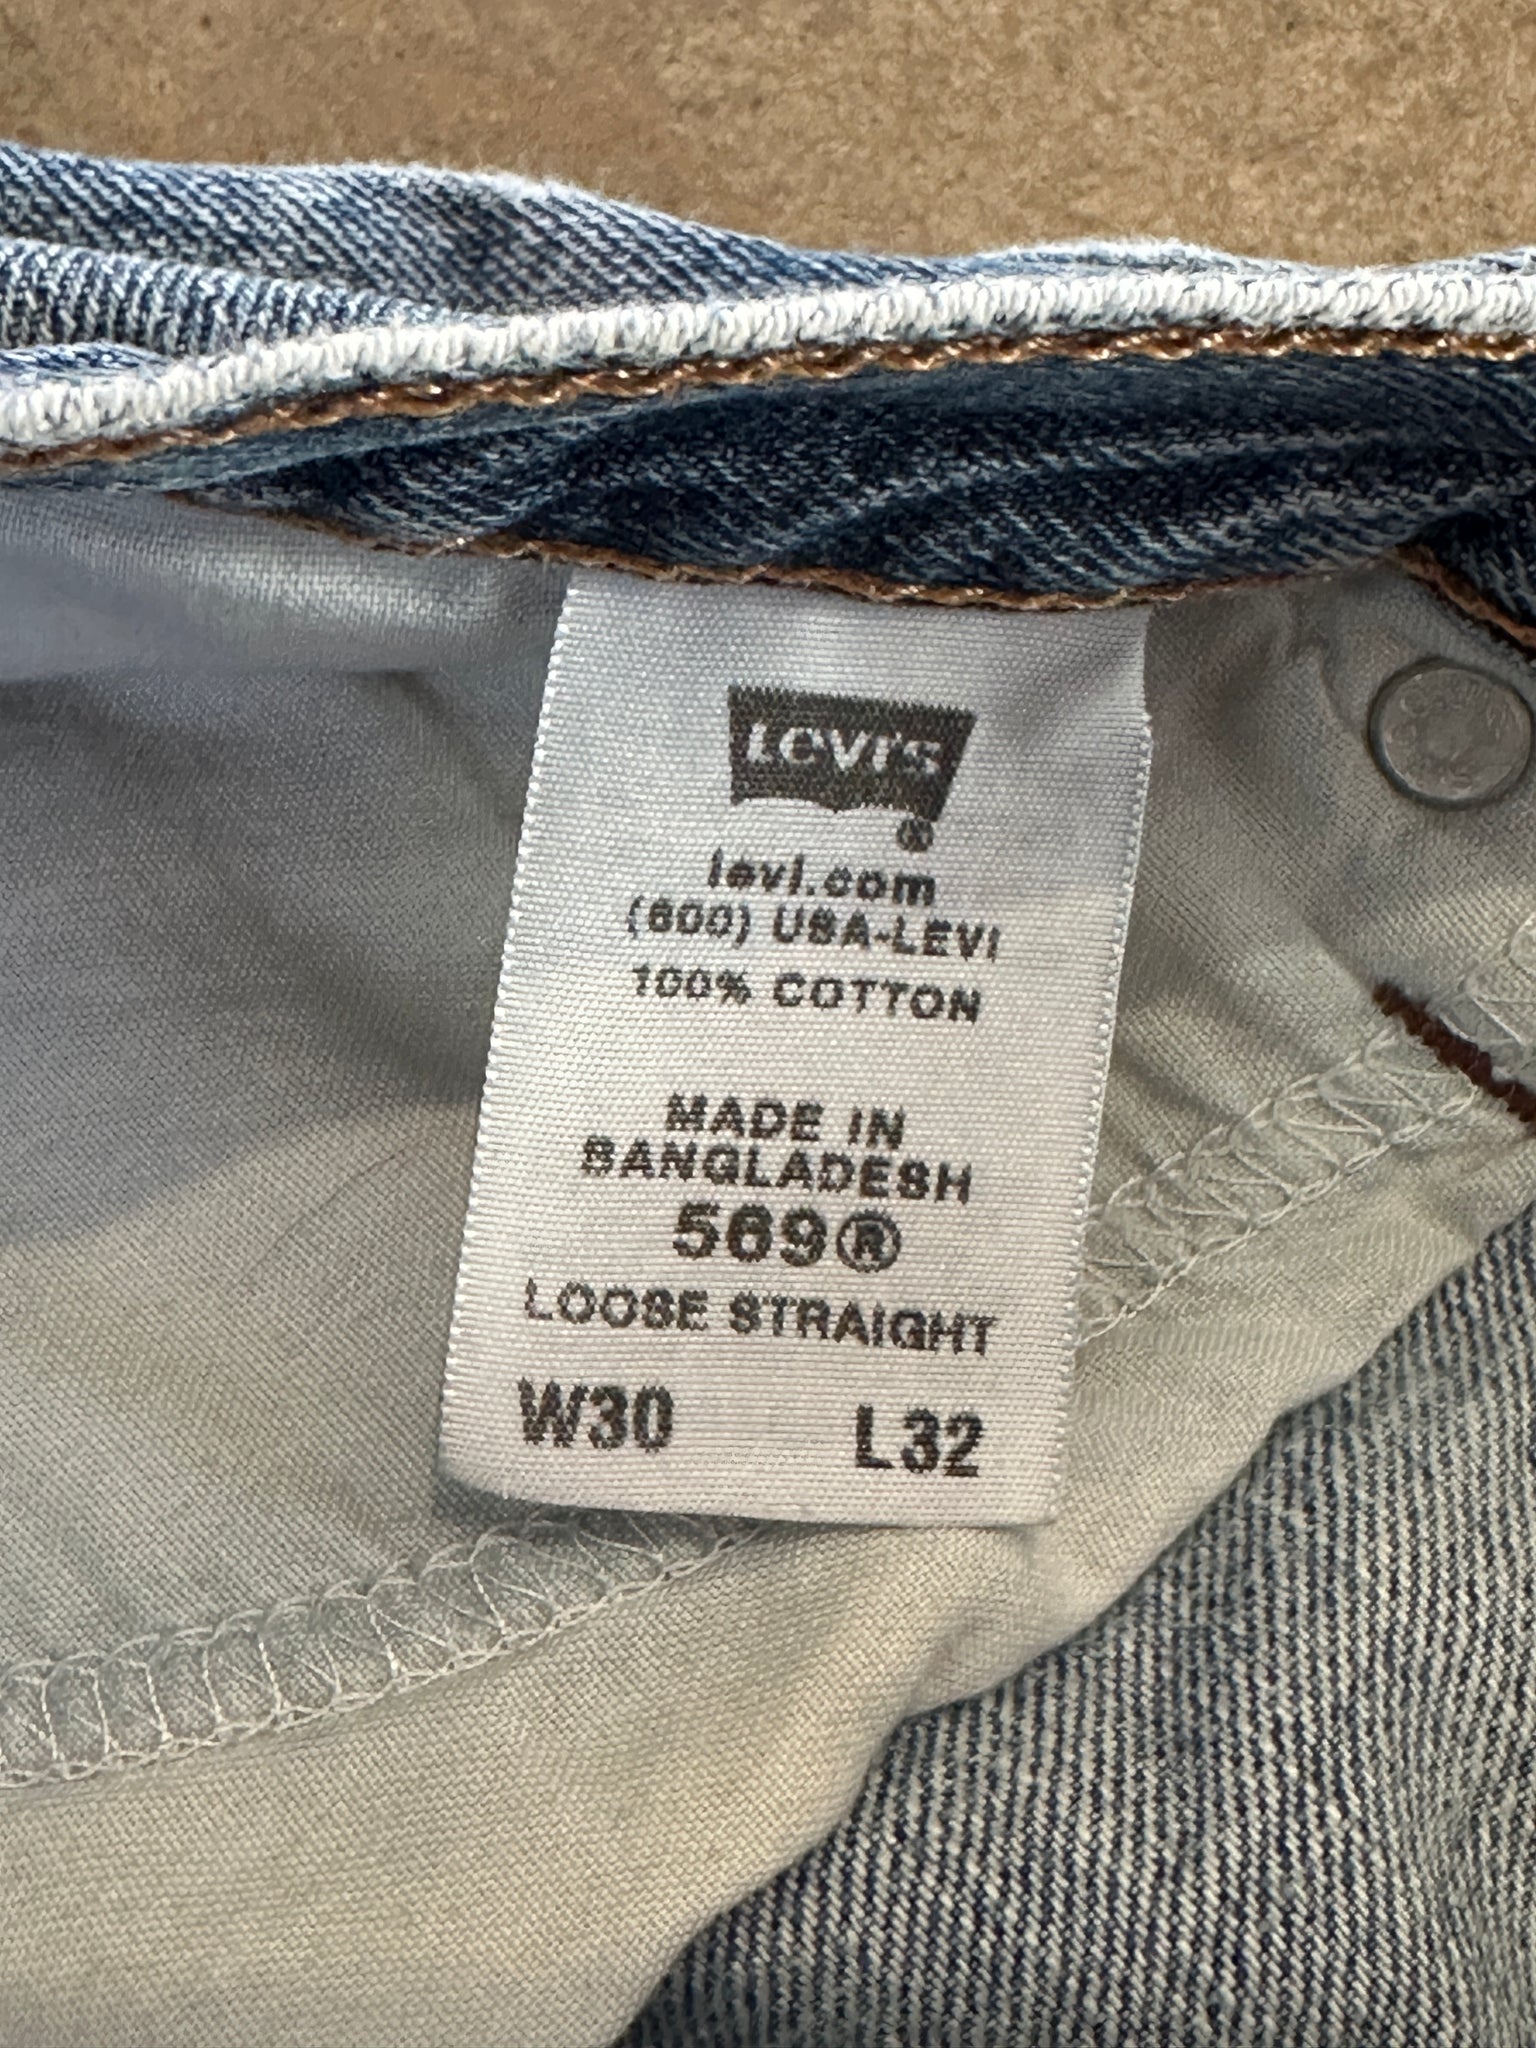 Levi's
®
levi.com
(800) USA-LEVI
100% COTTON
MADE IN
BANGLADESH
569®
LOOSE STRAIGHT
W30 L32